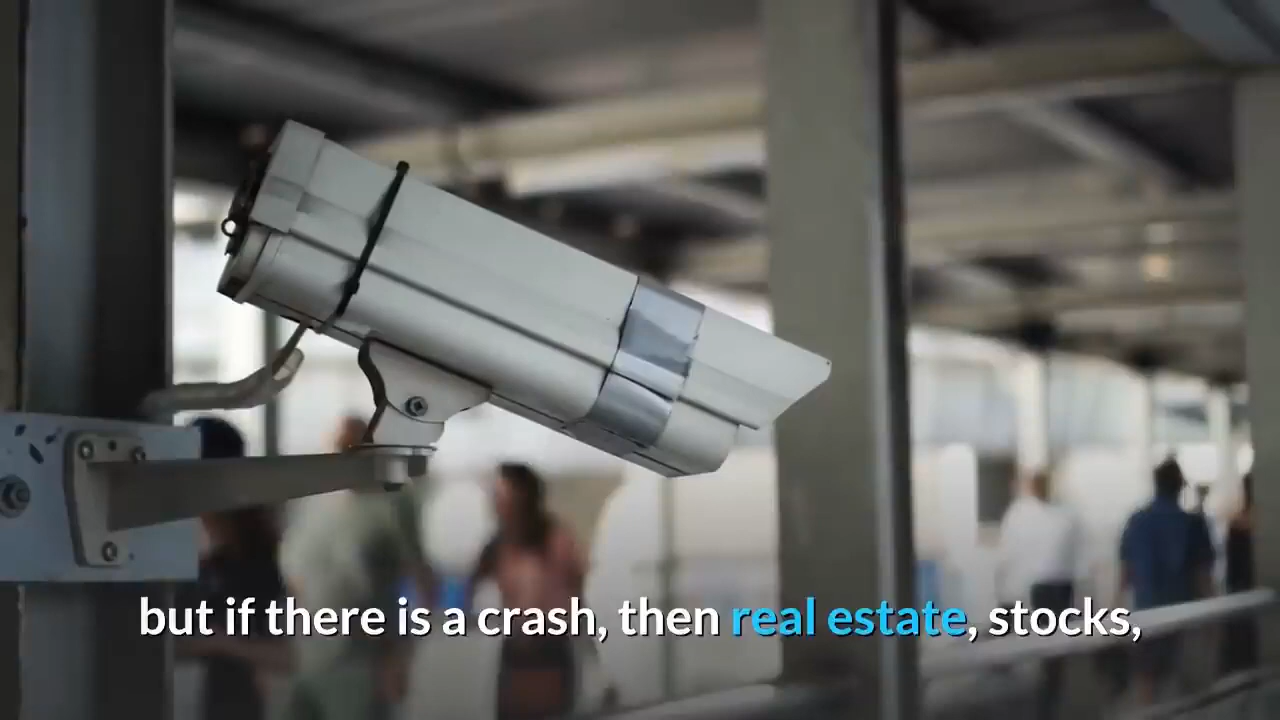 but if there is a crash, then real estate, stocks,